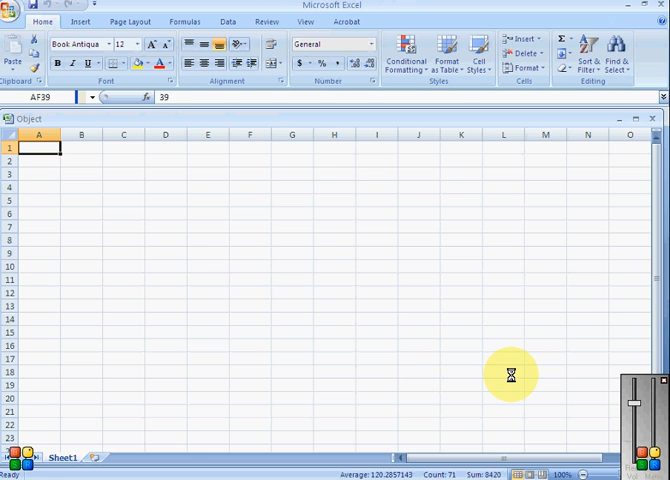 Microsoft Excel
Home Insert Page Layout Formulas Data Review View Acrobat
Book Antiqua 12 A A General Σ
Paste B I U A $ % , Conditional Formatting Format as Table Cell Styles Insert Delete Format Sort & Filter Find & Select
Clipboard Font Alignment Number Styles Cells Editing
AF39 fx 39
Object
A B C D E F G H I J K L M N O
1
2
3
4
5
6
7
8
9
10
11
12
13
14
15
16
17
18
19
20
21
22
23
Sheet1
Ready Average: 120.2857143 Count: 71 Sum: 8420 100%